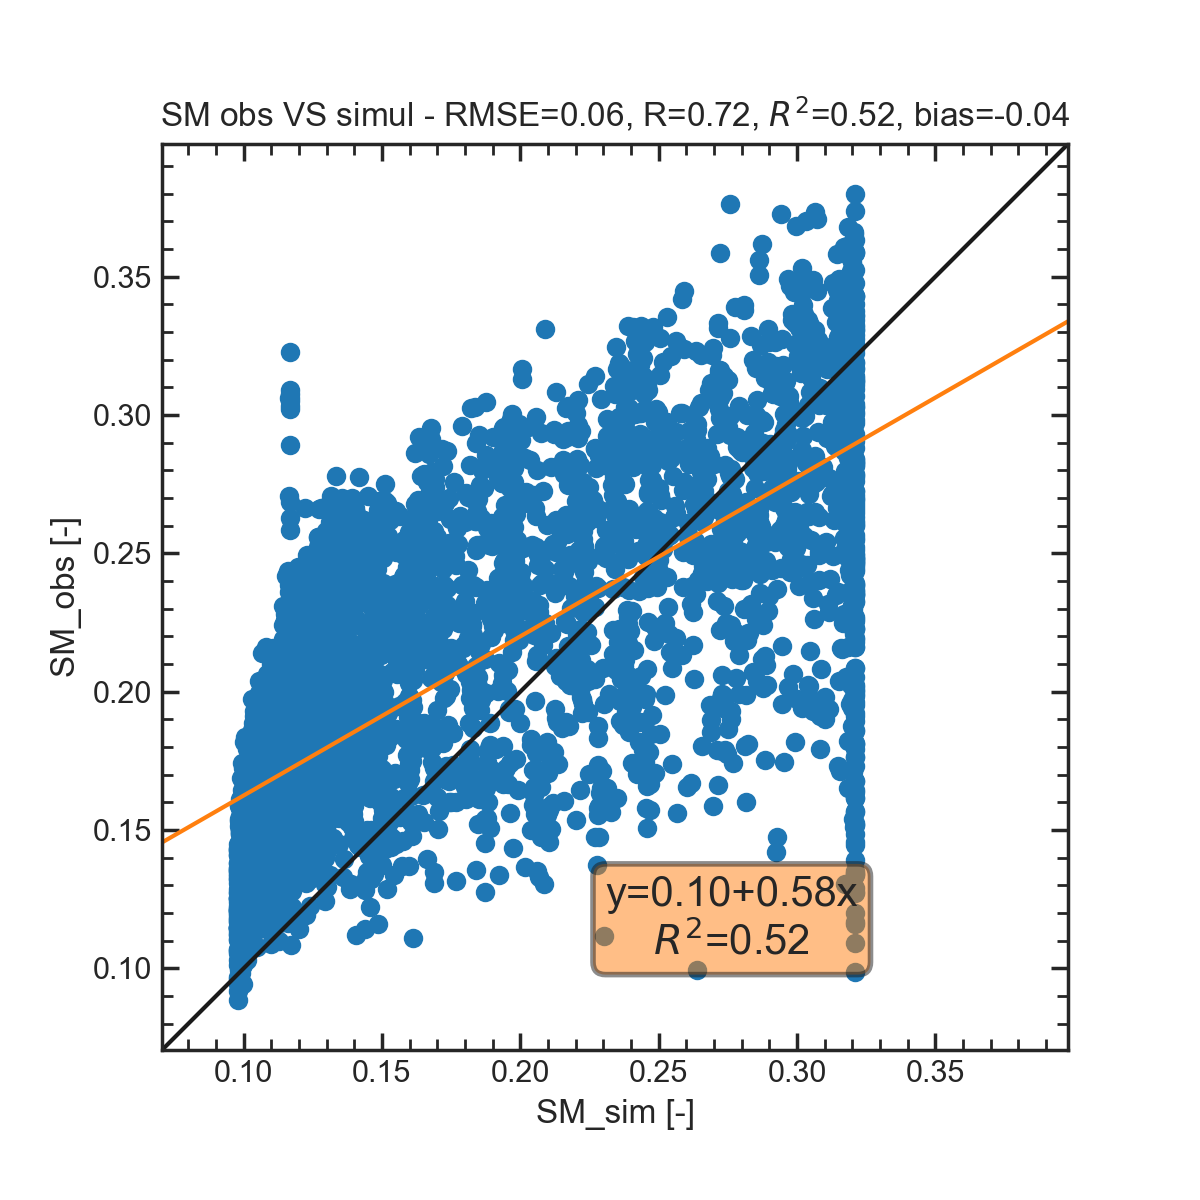 SM obs VS simul - RMSE=0.06, R=0.72, R²=0.52, bias=-0.04
0.35
0.30
0.25
0.20
0.15
0.10
SM_obs [-]
y=0.10+0.58x
R²=0.52
0.10 0.15 0.20 0.25 0.30 0.35
SM_sim [-]